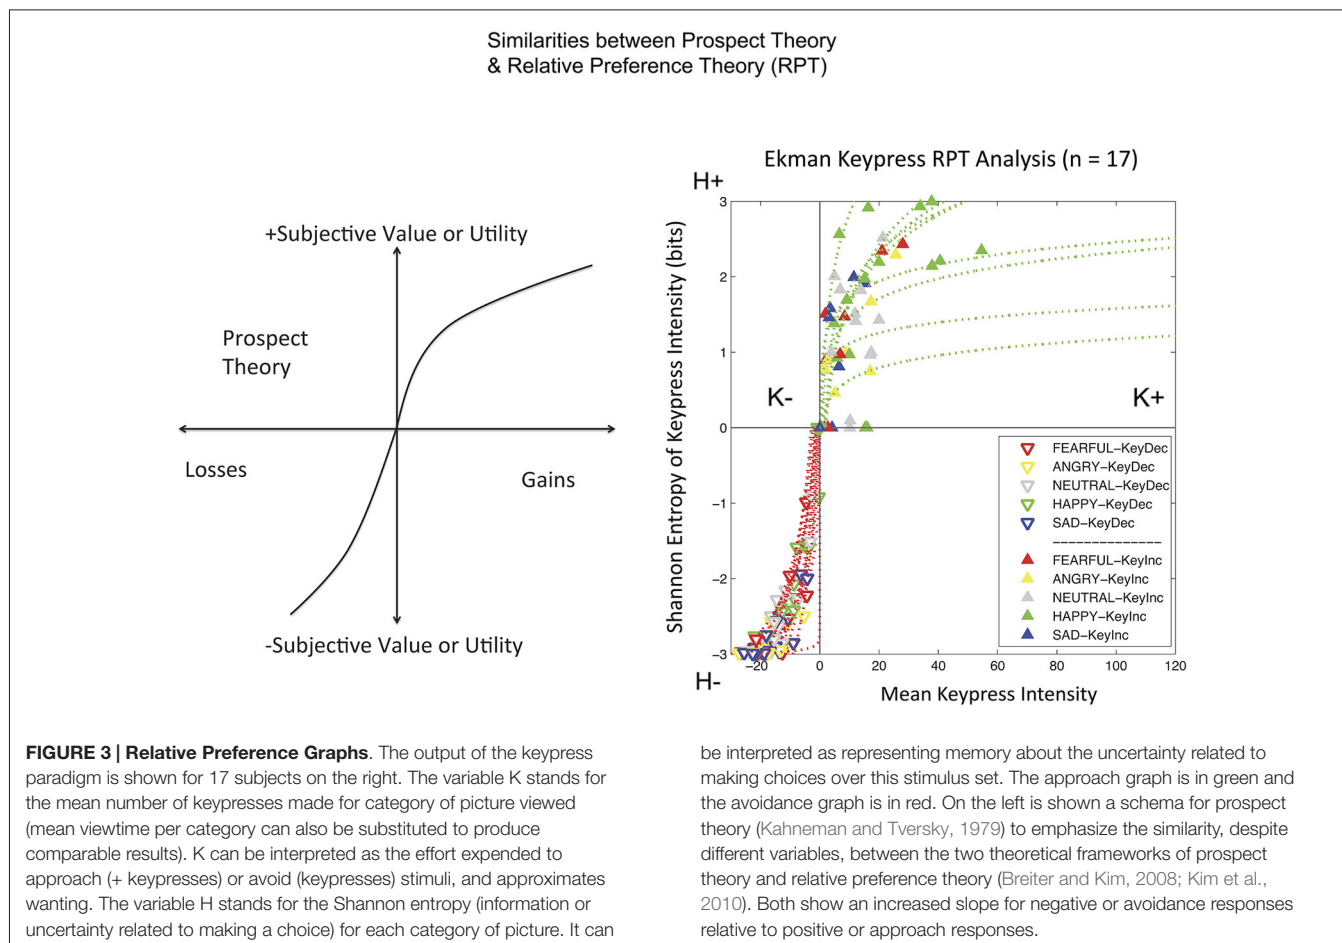 Similarities between Prospect Theory
& Relative Preference Theory (RPT)
+Subjective Value or Utility
Prospect
Theory
Losses
Gains
-Subjective Value or Utility
Ekman Keypress RPT Analysis (n = 17)
H+
Shannon Entropy of Keypress Intensity (bits)
3
2
1
0
−1
−2
−3
K-
K+
FEARFUL−KeyDec
ANGRY−KeyDec
NEUTRAL−KeyDec
HAPPY−KeyDec
SAD−KeyDec
−−−−−−−−−−−−−−
FEARFUL−KeyInc
ANGRY−KeyInc
NEUTRAL−KeyInc
HAPPY−KeyInc
SAD−KeyInc
−20 0 20 40 60 80 100 120
H-
Mean Keypress Intensity
FIGURE 3 | Relative Preference Graphs. The output of the keypress
paradigm is shown for 17 subjects on the right. The variable K stands for
the mean number of keypresses made for category of picture viewed
(mean viewtime per category can also be substituted to produce
comparable results). K can be interpreted as the effort expended to
approach (+ keypresses) or avoid (keypresses) stimuli, and approximates
wanting. The variable H stands for the Shannon entropy (information or
uncertainty related to making a choice) for each category of picture. It can
be interpreted as representing memory about the uncertainty related to
making choices over this stimulus set. The approach graph is in green and
the avoidance graph is in red. On the left is shown a schema for prospect
theory (Kahneman and Tversky, 1979) to emphasize the similarity, despite
different variables, between the two theoretical frameworks of prospect
theory and relative preference theory (Breiter and Kim, 2008; Kim et al.,
2010). Both show an increased slope for negative or avoidance responses
relative to positive or approach responses.